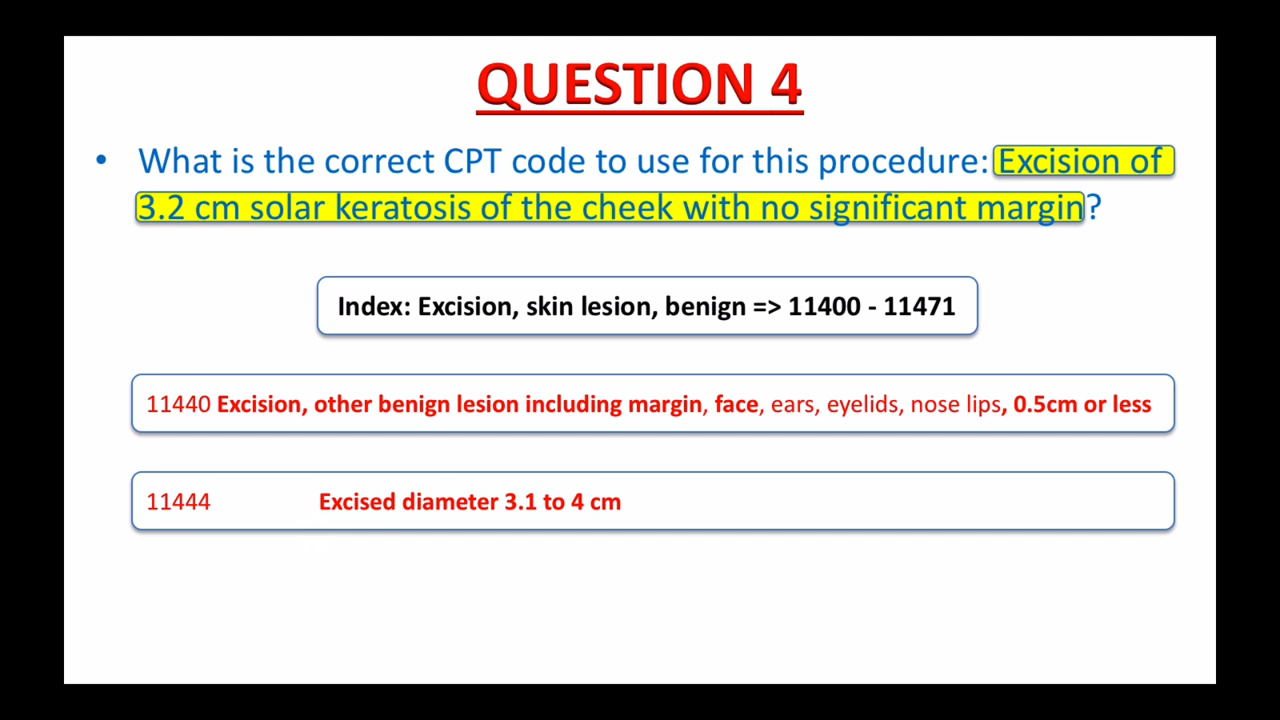 QUESTION 4
• What is the correct CPT code to use for this procedure: Excision of
3.2 cm solar keratosis of the cheek with no significant margin?
Index: Excision, skin lesion, benign => 11400 - 11471
11440 Excision, other benign lesion including margin, face, ears, eyelids, nose lips, 0.5cm or less
11444 Excised diameter 3.1 to 4 cm